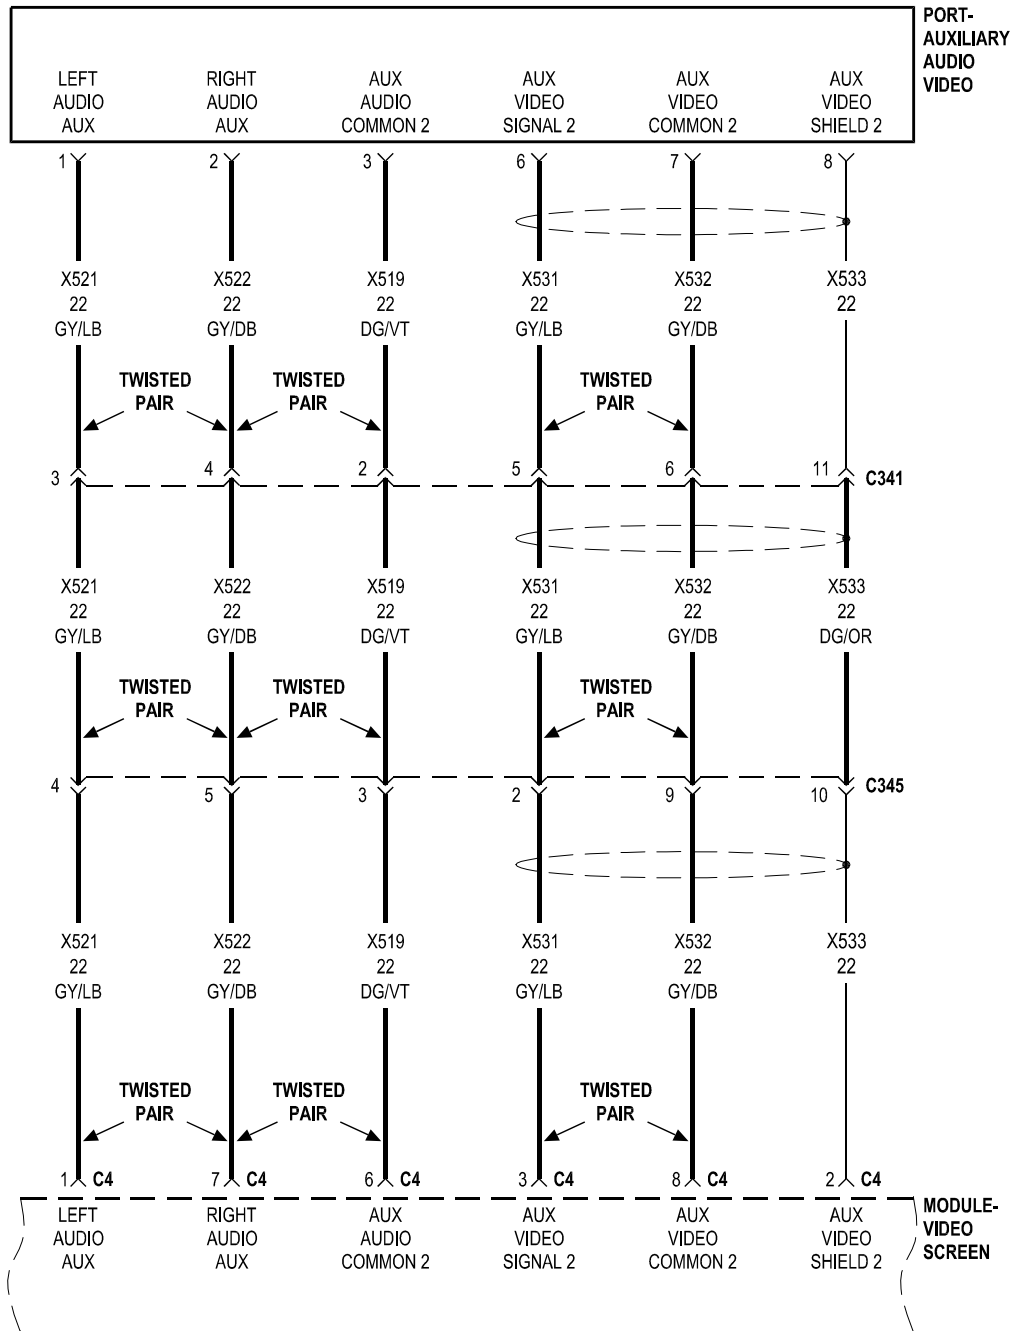 PORT-
AUXILIARY
AUDIO
VIDEO
LEFT AUDIO AUX
RIGHT AUDIO AUX
AUX AUDIO COMMON 2
AUX VIDEO SIGNAL 2
AUX VIDEO COMMON 2
AUX VIDEO SHIELD 2
1 2 3 6 7 8
X521 X522 X519 X531 X532 X533
22 22 22 22 22 22
GY/LB GY/DB DG/VT GY/LB GY/DB
TWISTED TWISTED TWISTED
PAIR PAIR PAIR
3 4 2 5 6 11 C341
X521 X522 X519 X531 X532 X533
22 22 22 22 22 22
GY/LB GY/DB DG/VT GY/LB GY/DB DG/OR
TWISTED TWISTED TWISTED
PAIR PAIR PAIR
4 5 3 2 9 10 C345
X521 X522 X519 X531 X532 X533
22 22 22 22 22 22
GY/LB GY/DB DG/VT GY/LB GY/DB
TWISTED TWISTED TWISTED
PAIR PAIR PAIR
1 C4 7 C4 6 C4 3 C4 8 C4 2 C4
LEFT AUDIO AUX
RIGHT AUDIO AUX
AUX AUDIO COMMON 2
AUX VIDEO SIGNAL 2
AUX VIDEO COMMON 2
AUX VIDEO SHIELD 2
MODULE-
VIDEO
SCREEN